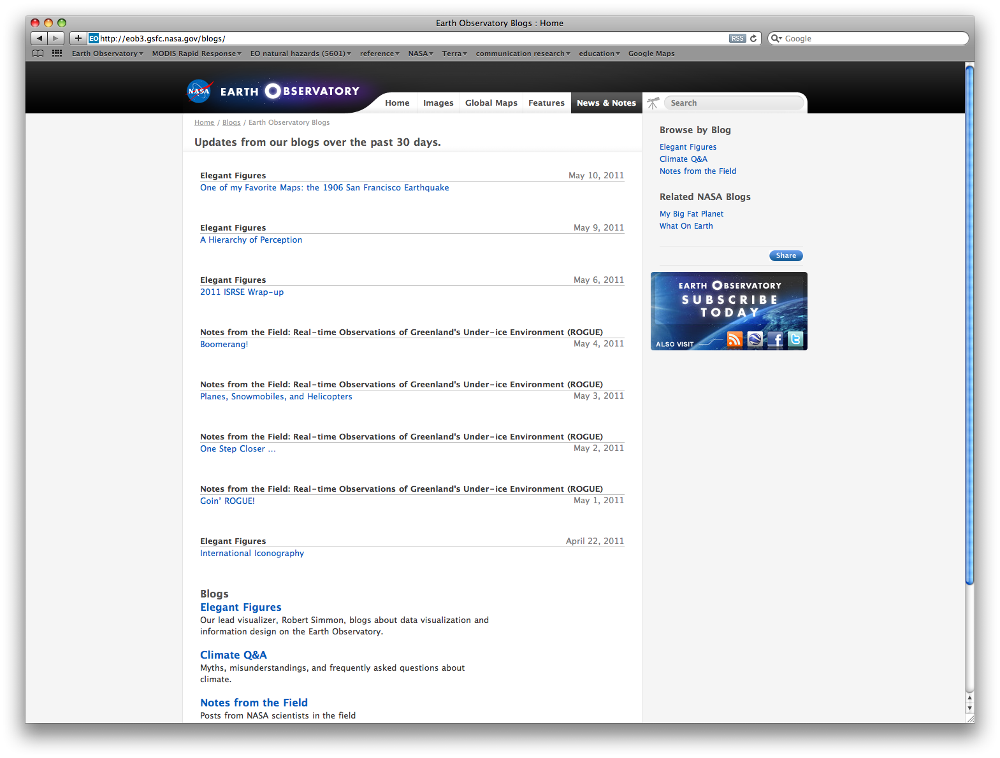 Earth Observatory Blogs : Home
EO http://eob3.gsfc.nasa.gov/blogs/ RSS Google
Earth Observatory MODIS Rapid Response EO natural hazards (5601) reference NASA Terra communication research education Google Maps
NASA EARTH OBSERVATORY
Home Images Global Maps Features News & Notes Search
Home / Blogs / Earth Observatory Blogs
Updates from our blogs over the past 30 days.
Elegant Figures May 10, 2011
One of my Favorite Maps: the 1906 San Francisco Earthquake
Elegant Figures May 9, 2011
A Hierarchy of Perception
Elegant Figures May 6, 2011
2011 ISRSE Wrap-up
Notes from the Field: Real-time Observations of Greenland's Under-ice Environment (ROGUE)
Boomerang! May 4, 2011
Notes from the Field: Real-time Observations of Greenland's Under-ice Environment (ROGUE)
Planes, Snowmobiles, and Helicopters May 3, 2011
Notes from the Field: Real-time Observations of Greenland's Under-ice Environment (ROGUE)
One Step Closer ... May 2, 2011
Notes from the Field: Real-time Observations of Greenland's Under-ice Environment (ROGUE)
Goin' ROGUE! May 1, 2011
Elegant Figures April 22, 2011
International Iconography
Blogs
Elegant Figures
Our lead visualizer, Robert Simmon, blogs about data visualization and
information design on the Earth Observatory.
Climate Q&A
Myths, misunderstandings, and frequently asked questions about
climate.
Notes from the Field
Posts from NASA scientists in the field
Browse by Blog
Elegant Figures
Climate Q&A
Notes from the Field
Related NASA Blogs
My Big Fat Planet
What On Earth
Share
EARTH OBSERVATORY
SUBSCRIBE
TODAY
ALSO VISIT